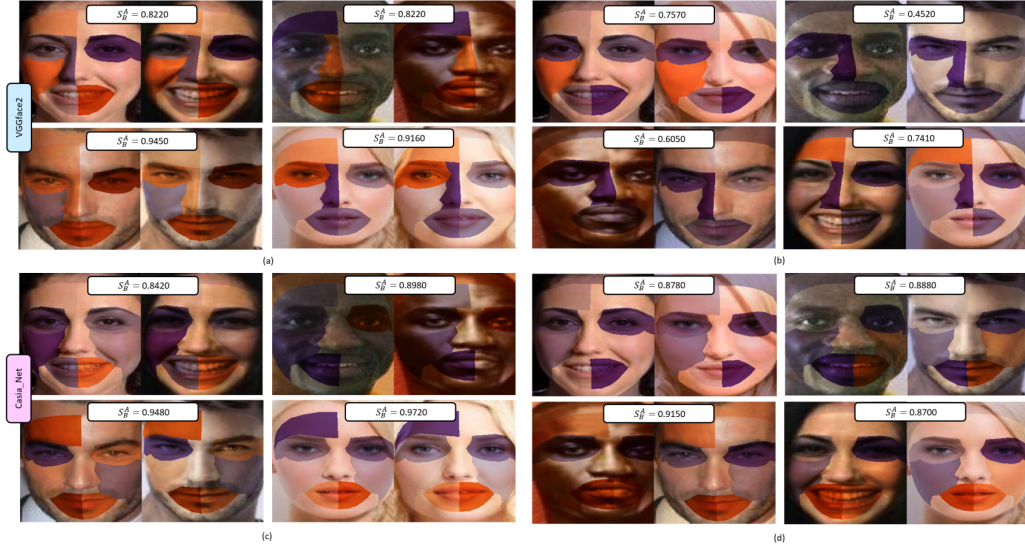 S_B^A = 0.8220
S_B^A = 0.8220
S_B^A = 0.7570
S_B^A = 0.4520
VGGface2
S_B^A = 0.9450
S_B^A = 0.9160
S_B^A = 0.6050
S_B^A = 0.7410
(a)
(b)
S_B^A = 0.8420
S_B^A = 0.8980
S_B^A = 0.8780
S_B^A = 0.8880
Casia_Net
S_B^A = 0.9480
S_B^A = 0.9720
S_B^A = 0.9150
S_B^A = 0.8700
(c)
(d)